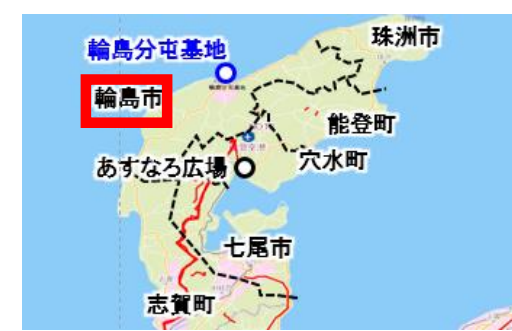 珠洲市
輪島分屯基地
輪島市
能登町
あすなろ広場
穴水町
七尾市
志賀町